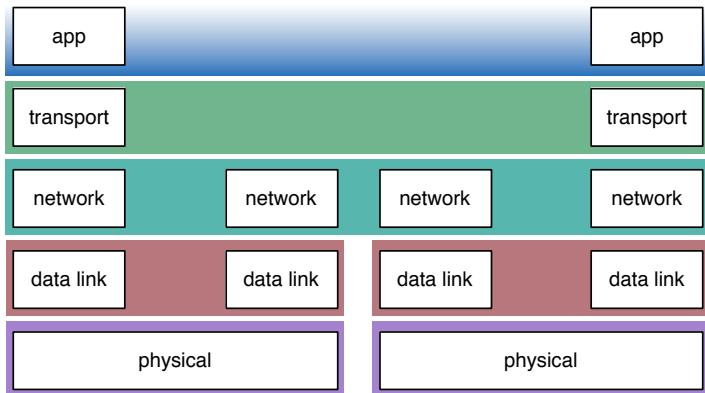 app app
transport transport
network network network network
data link data link data link data link
physical physical